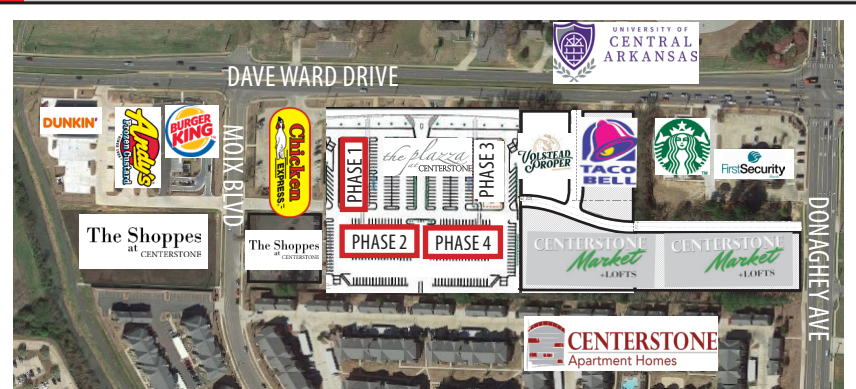 UNIVERSITY OF
CENTRAL
ARKANSAS
DAVE WARD DRIVE
DUNKIN'
Andy's
Frozen Custard
BURGER
KING
MOIX BLVD
Chicken
EXPRESS
PHASE 1
the plazza
at CENTERSTONE
PHASE 3
VOLSTEAD
PROPER
TACO
BELL
FirstSecurity
The Shoppes
at CENTERSTONE
The Shoppes
at CENTERSTONE
PHASE 2
PHASE 4
CENTERSTONE
Market
+LOFTS
CENTERSTONE
Market
+LOFTS
DONAGHEY AVE
CENTERSTONE
Apartment Homes